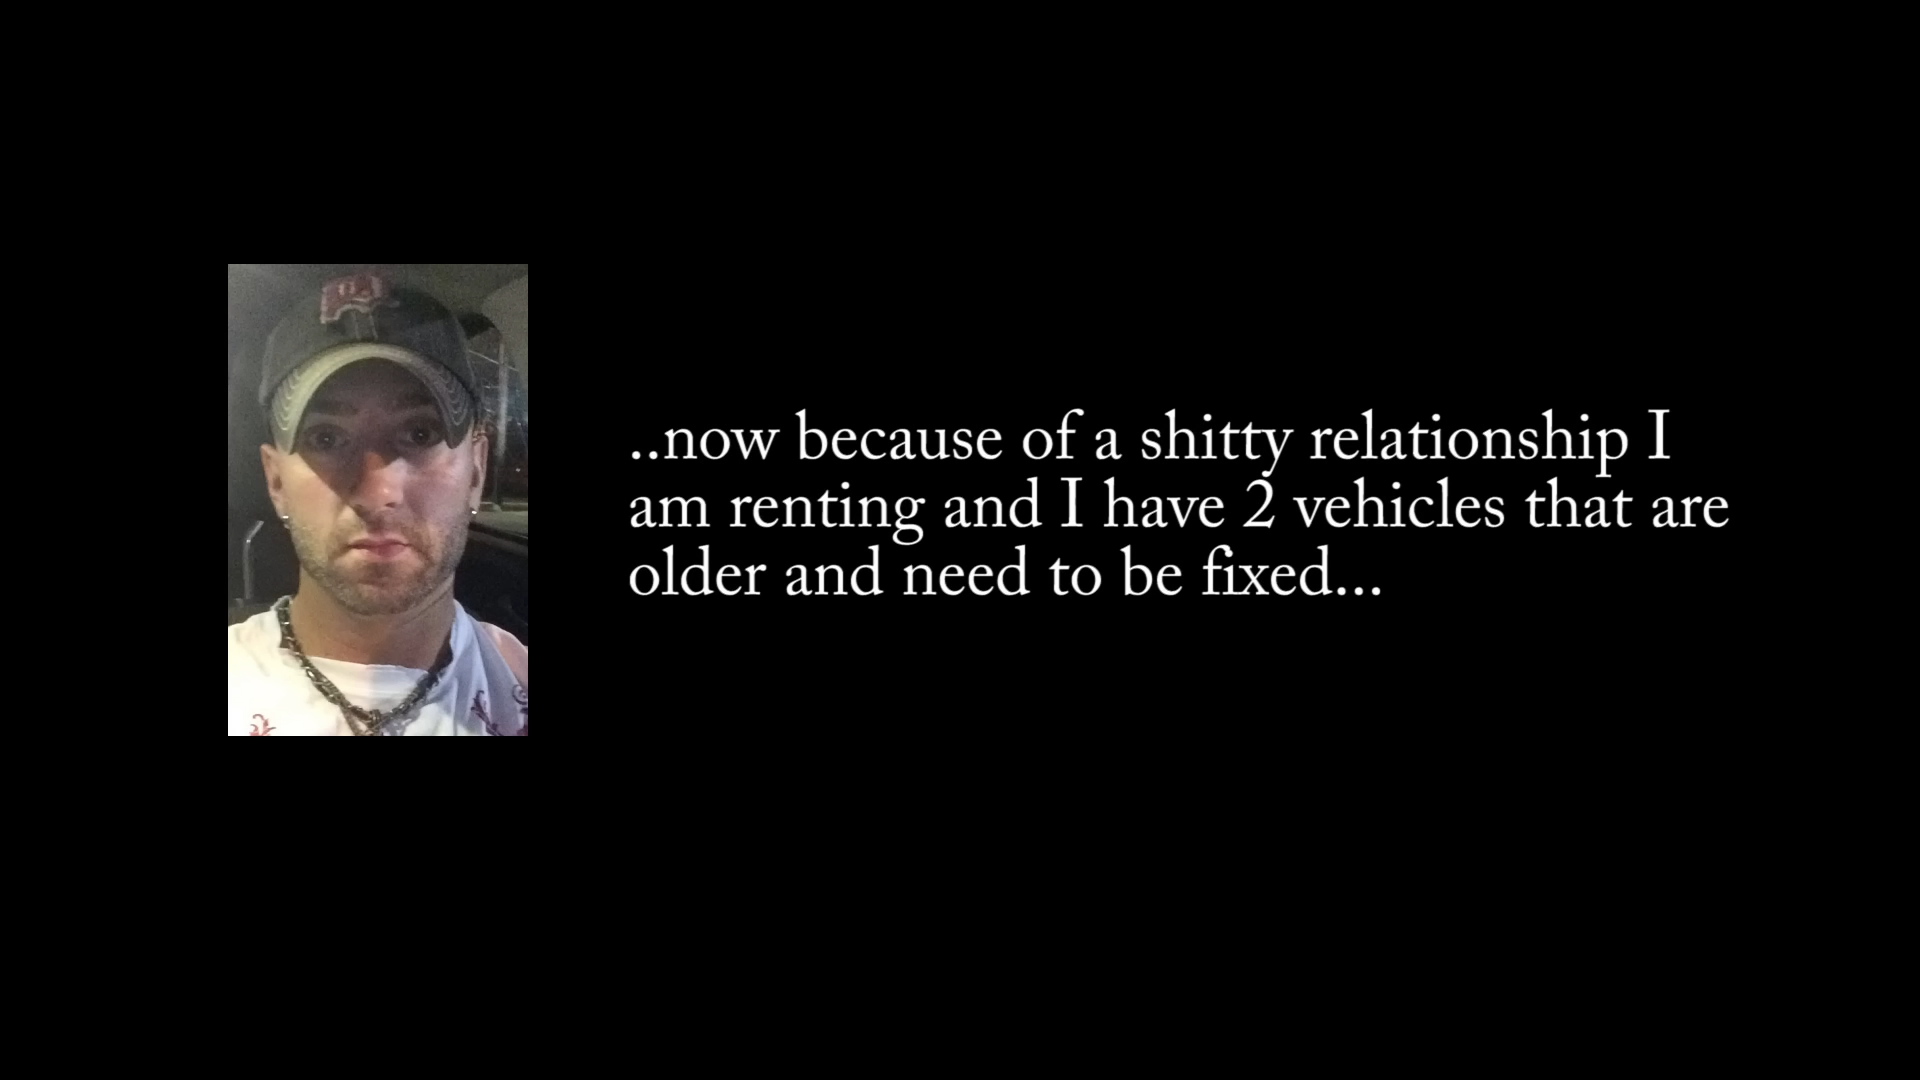 ..now because of a shitty relationship I
am renting and I have 2 vehicles that are
older and need to be fixed...